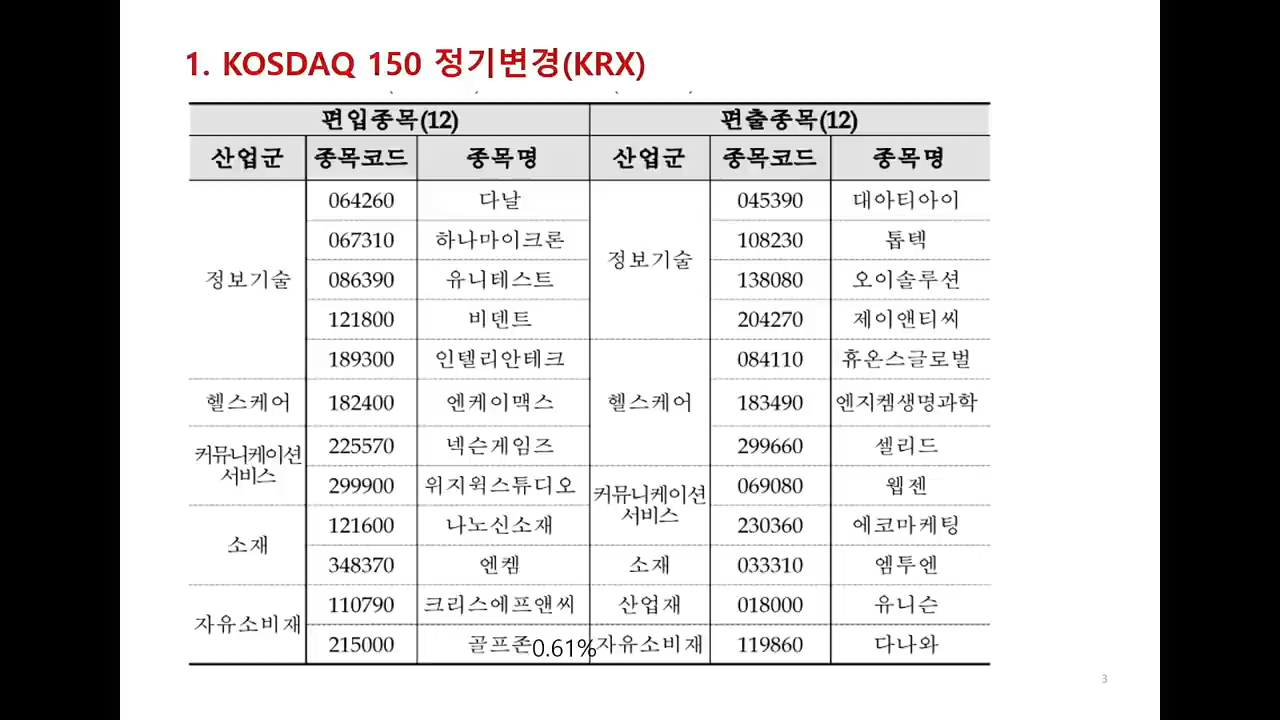 1. KOSDAQ 150 정기변경(KRX)
편입종목(12) 편출종목(12)
산업군 종목코드 종목명 산업군 종목코드 종목명
정보기술 064260 다날 정보기술 045390 대아티아이
067310 하나마이크론 108230 톱텍
086390 유니테스트 138080 오이솔루션
121800 비덴트 204270 제이앤티씨
189300 인텔리안테크 헬스케어 084110 휴온스글로벌
헬스케어 182400 엔케이맥스 183490 엔지켐생명과학
커뮤니케이션
서비스 225570 넥슨게임즈 299660 셀리드
299900 위지윅스튜디오 커뮤니케이션
서비스 069080 웹젠
소재 121600 나노신소재 230360 에코마케팅
348370 엔켐 소재 033310 엠투엔
자유소비재 110790 크리스에프앤씨 산업재 018000 유니슨
215000 골프존 0.61% 자유소비재 119860 다나와
3